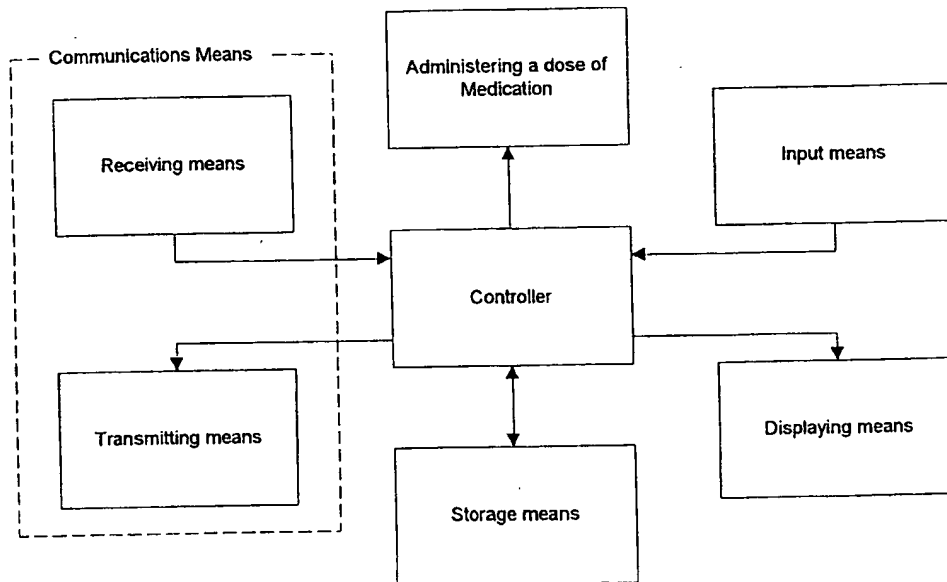 Communications Means
Administering a dose of
Medication
Receiving means
Input means
Controller
Transmitting means
Displaying means
Storage means